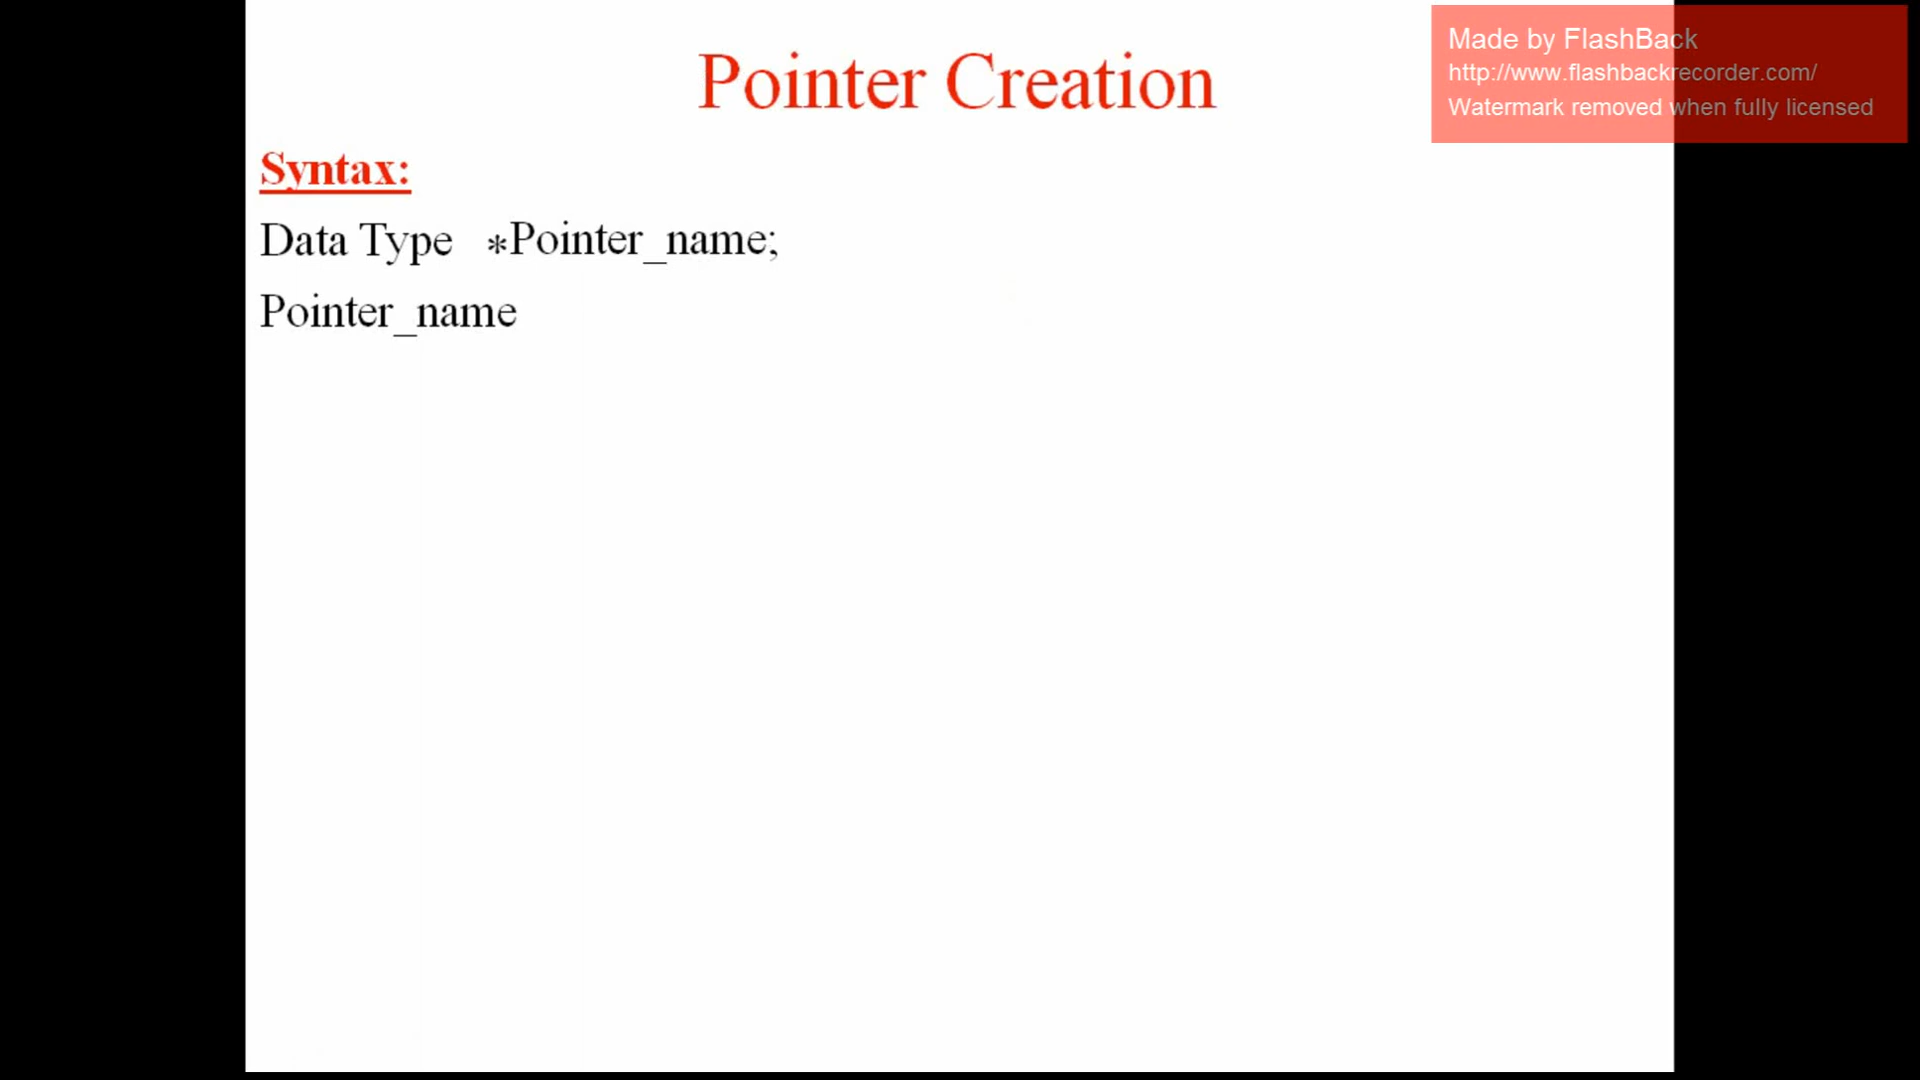 Pointer Creation
Made by FlashBack
http://www.flashbackrecorder.com/
Watermark removed when fully licensed
Syntax:
Data Type *Pointer_name;
Pointer_name